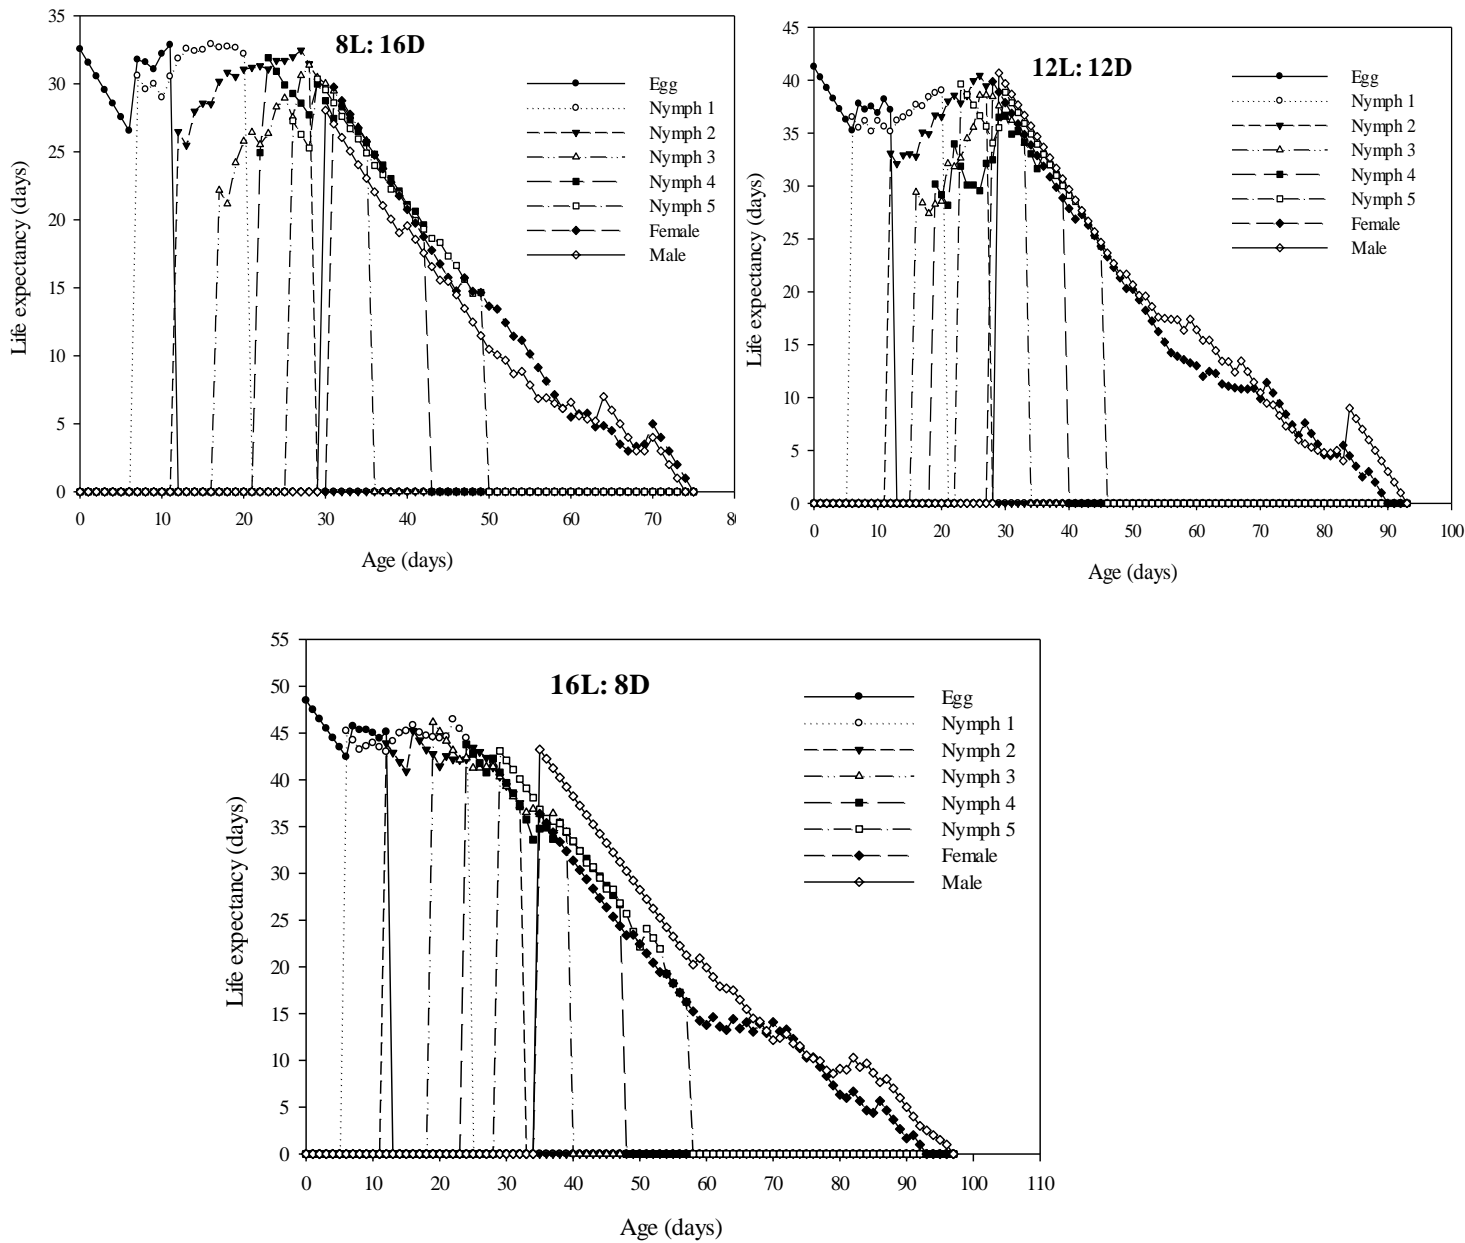 8L: 16D
35
30
25
20
15
10
5
0
Life expectancy (days)
0 10 20 30 40 50 60 70 8
Age (days)
Egg
Nymph 1
Nymph 2
Nymph 3
Nymph 4
Nymph 5
Female
Male
12L: 12D
45
40
35
30
25
20
15
10
5
0
Life expectancy (days)
0 10 20 30 40 50 60 70 80 90 100
Age (days)
Egg
Nymph 1
Nymph 2
Nymph 3
Nymph 4
Nymph 5
Female
Male
16L: 8D
55
50
45
40
35
30
25
20
15
10
5
0
Life expectancy (days)
0 10 20 30 40 50 60 70 80 90 100 110
Age (days)
Egg
Nymph 1
Nymph 2
Nymph 3
Nymph 4
Nymph 5
Female
Male